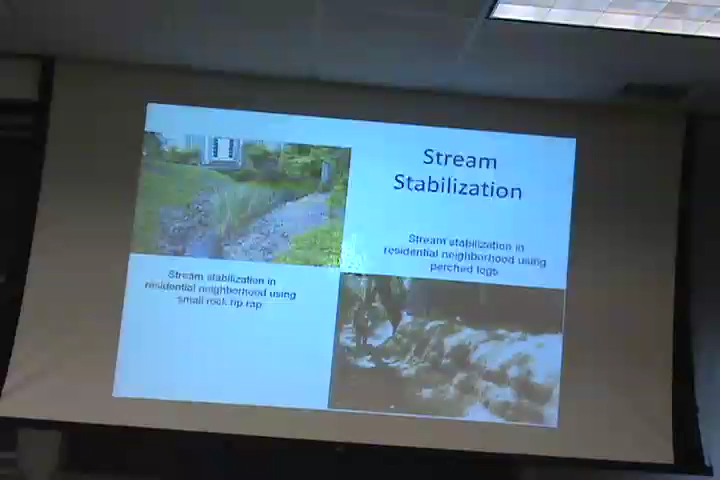 Stream
Stabilization
Stream stabilization in
residential neighborhood using
perched logs
Stream stabilization in
residential neighborhood using
small rock rip rap